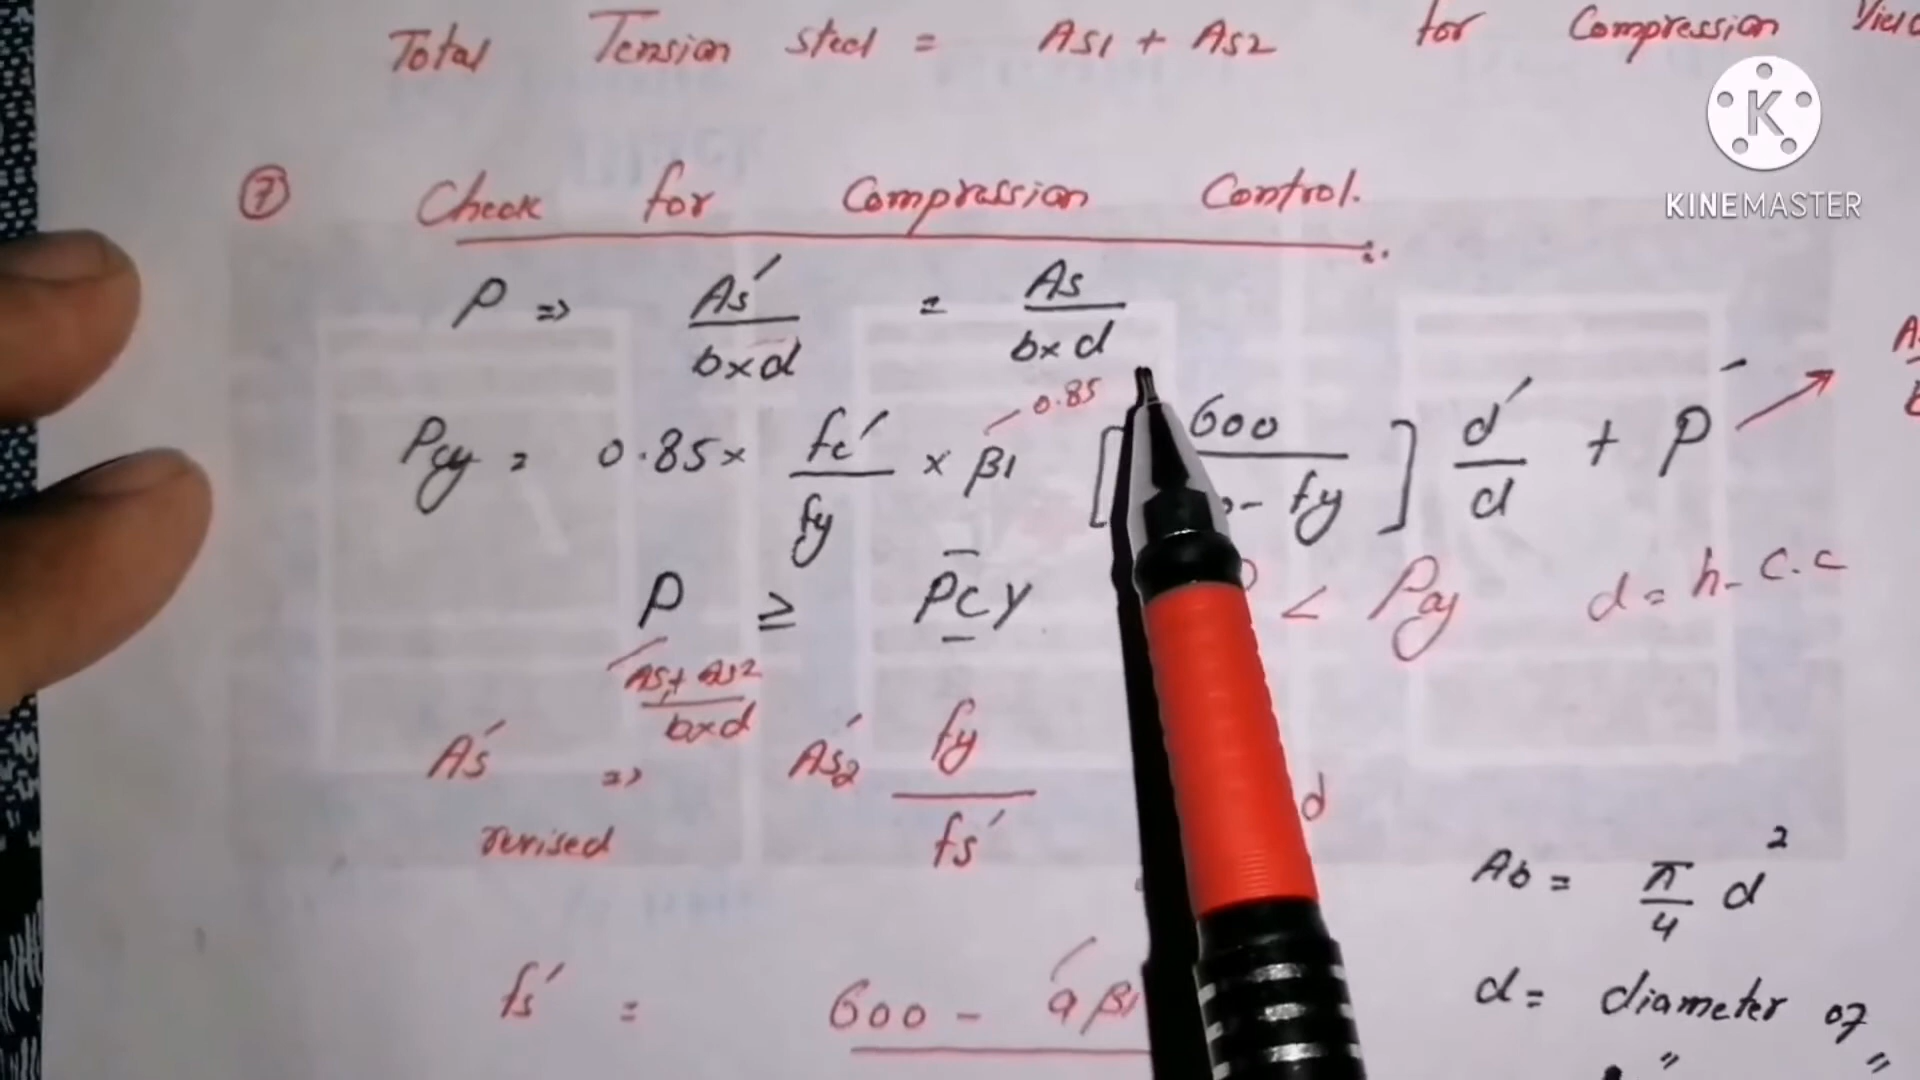 Total Tension steel = As1 + As2 for Compression Yield
K
KINEMASTER
⑦ Check for Compression Control.
ρ => As' / b×d = As / b×d
0.85
ρcy = 0.85 × fc' / fy × β1 [ 600 / - fy ] d' / d + ρ'
ρ ≥ ρcy < ρcy d = h - c.c
As1 + As2 / b×d
As' => As2' fy / fs' d
revised
Ab = π / 4 d²
fs' = 600 - a β1
d = diameter of
" "